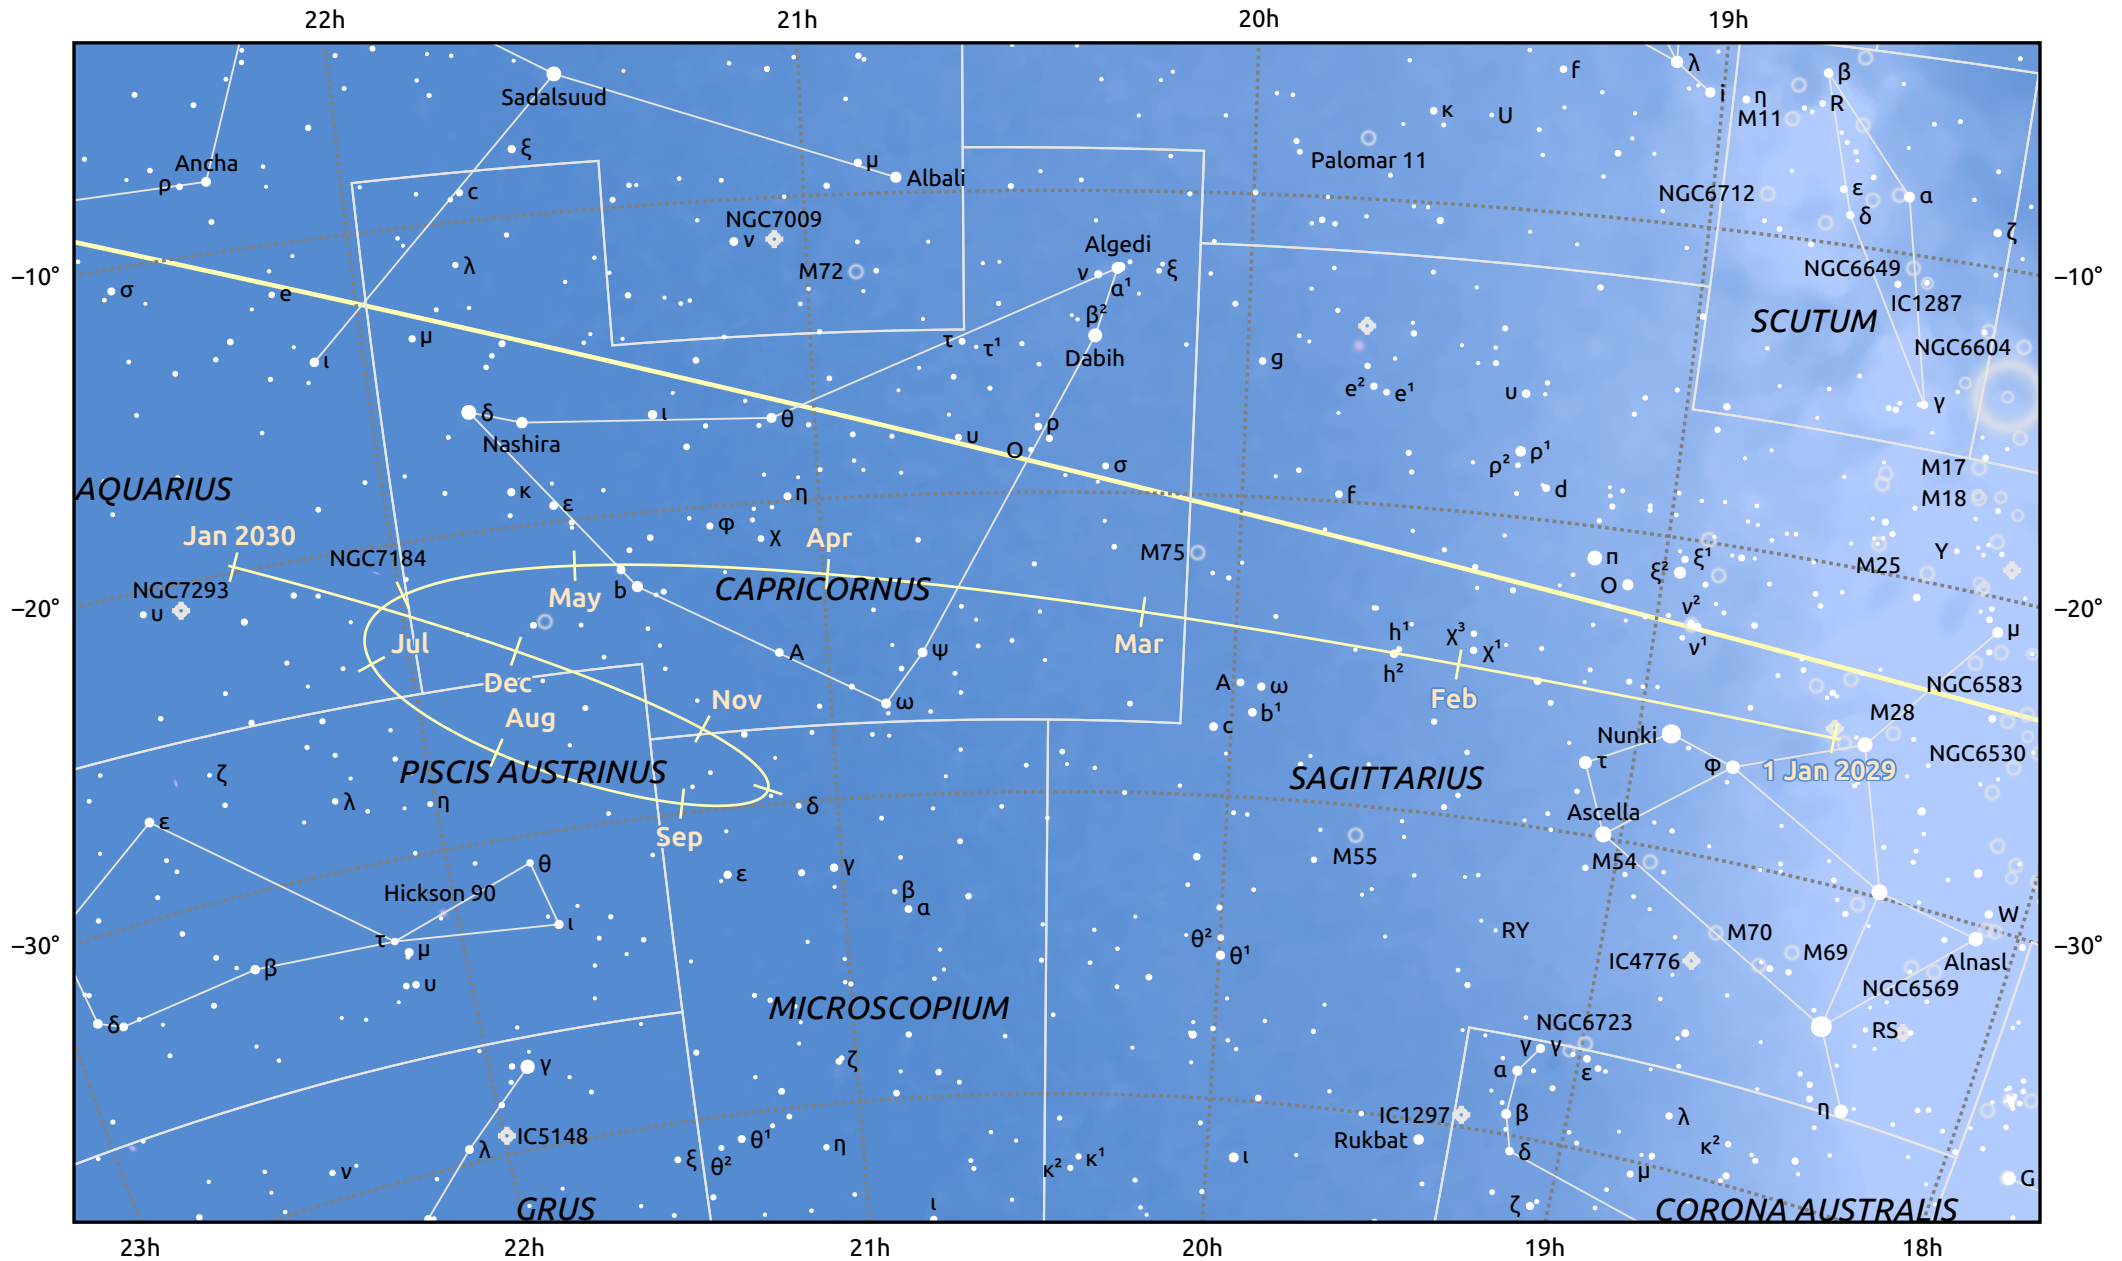 22h 21h 20h 19h
λ
f
β
Sadalsuud
i
η
R
κ
U
M11
ξ
Ancha
μ
Palomar 11
ρ
Albali
c
NGC6712
ε
α
δ
NGC7009
ν
ζ
Algedi
λ
M72
ν
ξ
NGC6649
−10°
−10°
σ
e
α¹
IC1287
β²
SCUTUM
μ
τ
τ¹
NGC6604
Dabih
g
ι
e²
e¹
υ
γ
δ
ι
θ
Nashira
υ
ρ
O
ρ¹
σ
ρ²
M17
AQUARIUS
κ
d
η
f
M18
ε
φ
χ
Jan 2030
Apr
NGC7184
M75
π
ξ¹
Y
M25
ξ²
NGC7293
b
CAPRICORNUS
O
May
−20°
υ
ν²
−20°
Jul
h¹
χ³
μ
Mar
ν¹
A
ψ
χ¹
h²
Dec
A
ω
NGC6583
Nov
ω
Feb
b¹
Aug
c
M28
Nunki
NGC6530
PISCIS AUSTRINUS
τ
φ
ζ
SAGITTARIUS
1 Jan 2029
λ
η
δ
Ascella
ε
Sep
M55
M54
θ
γ
ε
Hickson 90
β
α
W
ι
RY
M70
τ
θ²
−30°
μ
θ¹
M69
−30°
β
IC4776
Alnasl
υ
NGC6569
MICROSCOPIUM
δ
NGC6723
RS
γ
γ
ζ
γ
α
ε
IC1297
β
η
λ
IC5148
θ¹
Rukbat
λ
η
κ²
δ
ξ
θ²
κ²
κ¹
ι
ν
μ
G
ζ
ι
GRUS
CORONA AUSTRALIS
23h 22h 21h 20h 19h 18h